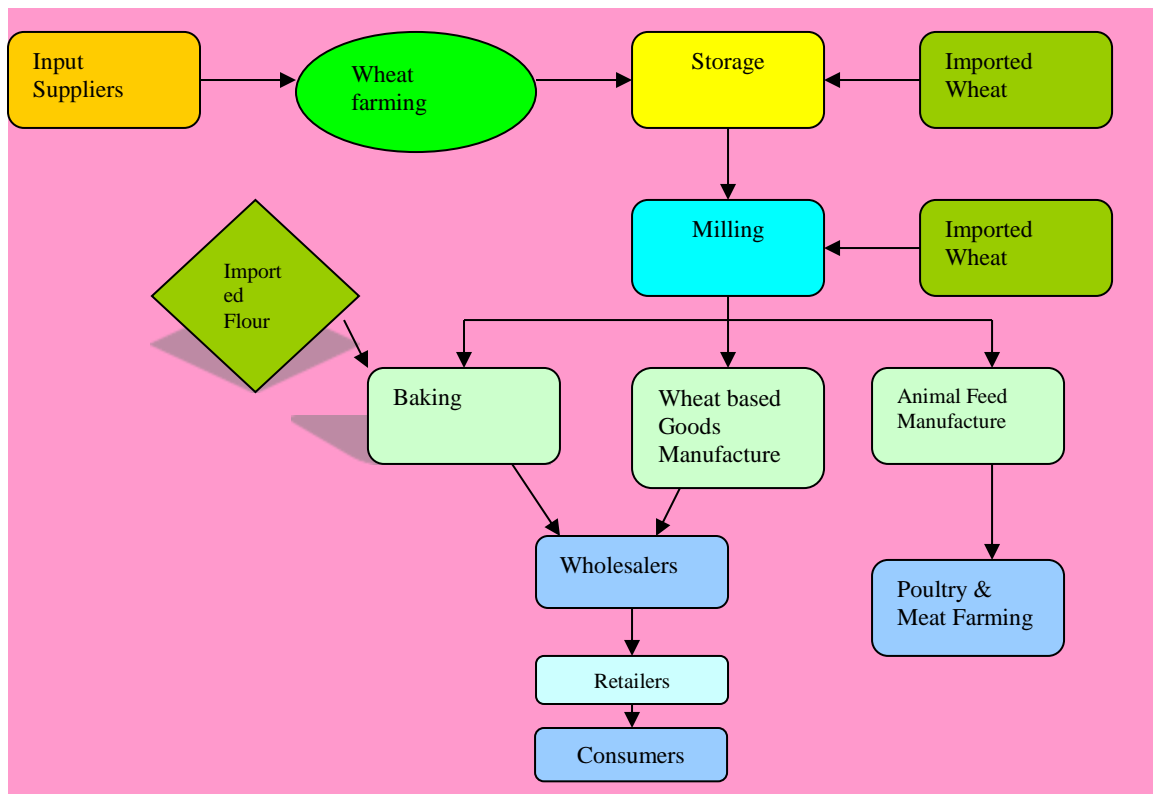 Input
Suppliers
Wheat
farming
Storage
Imported
Wheat
Milling
Imported
Wheat
Import
ed
Flour
Baking
Wheat based
Goods
Manufacture
Animal Feed
Manufacture
Wholesalers
Poultry &
Meat Farming
Retailers
Consumers